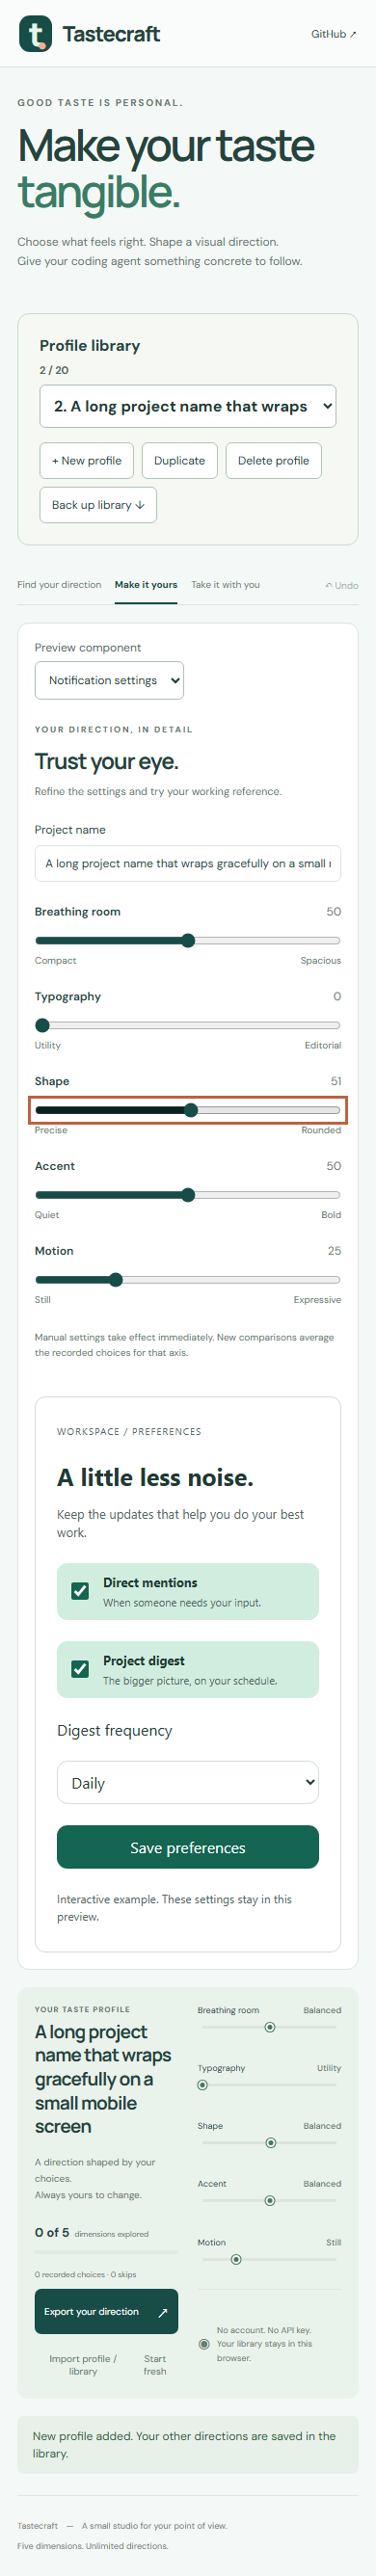 Tastecraft
GitHub ↗
GOOD TASTE IS PERSONAL.
Make your taste
tangible.
Choose what feels right. Shape a visual direction.
Give your coding agent something concrete to follow.
Profile library
2 / 20
2. A long project name that wraps
+ New profile
Duplicate
Delete profile
Back up library ↓
Find your direction
Make it yours
Take it with you
↶ Undo
Preview component
Notification settings
YOUR DIRECTION, IN DETAIL
Trust your eye.
Refine the settings and try your working reference.
Project name
A long project name that wraps gracefully on a small
Breathing room 50
Compact Spacious
Typography 0
Utility Editorial
Shape 51
Precise Rounded
Accent 50
Quiet Bold
Motion 25
Still Expressive
Manual settings take effect immediately. New comparisons average
the recorded choices for that axis.
WORKSPACE / PREFERENCES
A little less noise.
Keep the updates that help you do your best
work.
Direct mentions
When someone needs your input.
Project digest
The bigger picture, on your schedule.
Digest frequency
Daily
Save preferences
Interactive example. These settings stay in this
preview.
YOUR TASTE PROFILE
A long project
name that wraps
gracefully on a
small mobile
screen
A direction shaped by your
choices.
Always yours to change.
0 of 5 dimensions explored
0 recorded choices · 0 skips
Export your direction ↗
Import profile /
library
Start
fresh
Breathing room Balanced
Typography Utility
Shape Balanced
Accent Balanced
Motion Still
No account. No API key.
Your library stays in this
browser.
New profile added. Your other directions are saved in the
library.
Tastecraft — A small studio for your point of view.
Five dimensions. Unlimited directions.